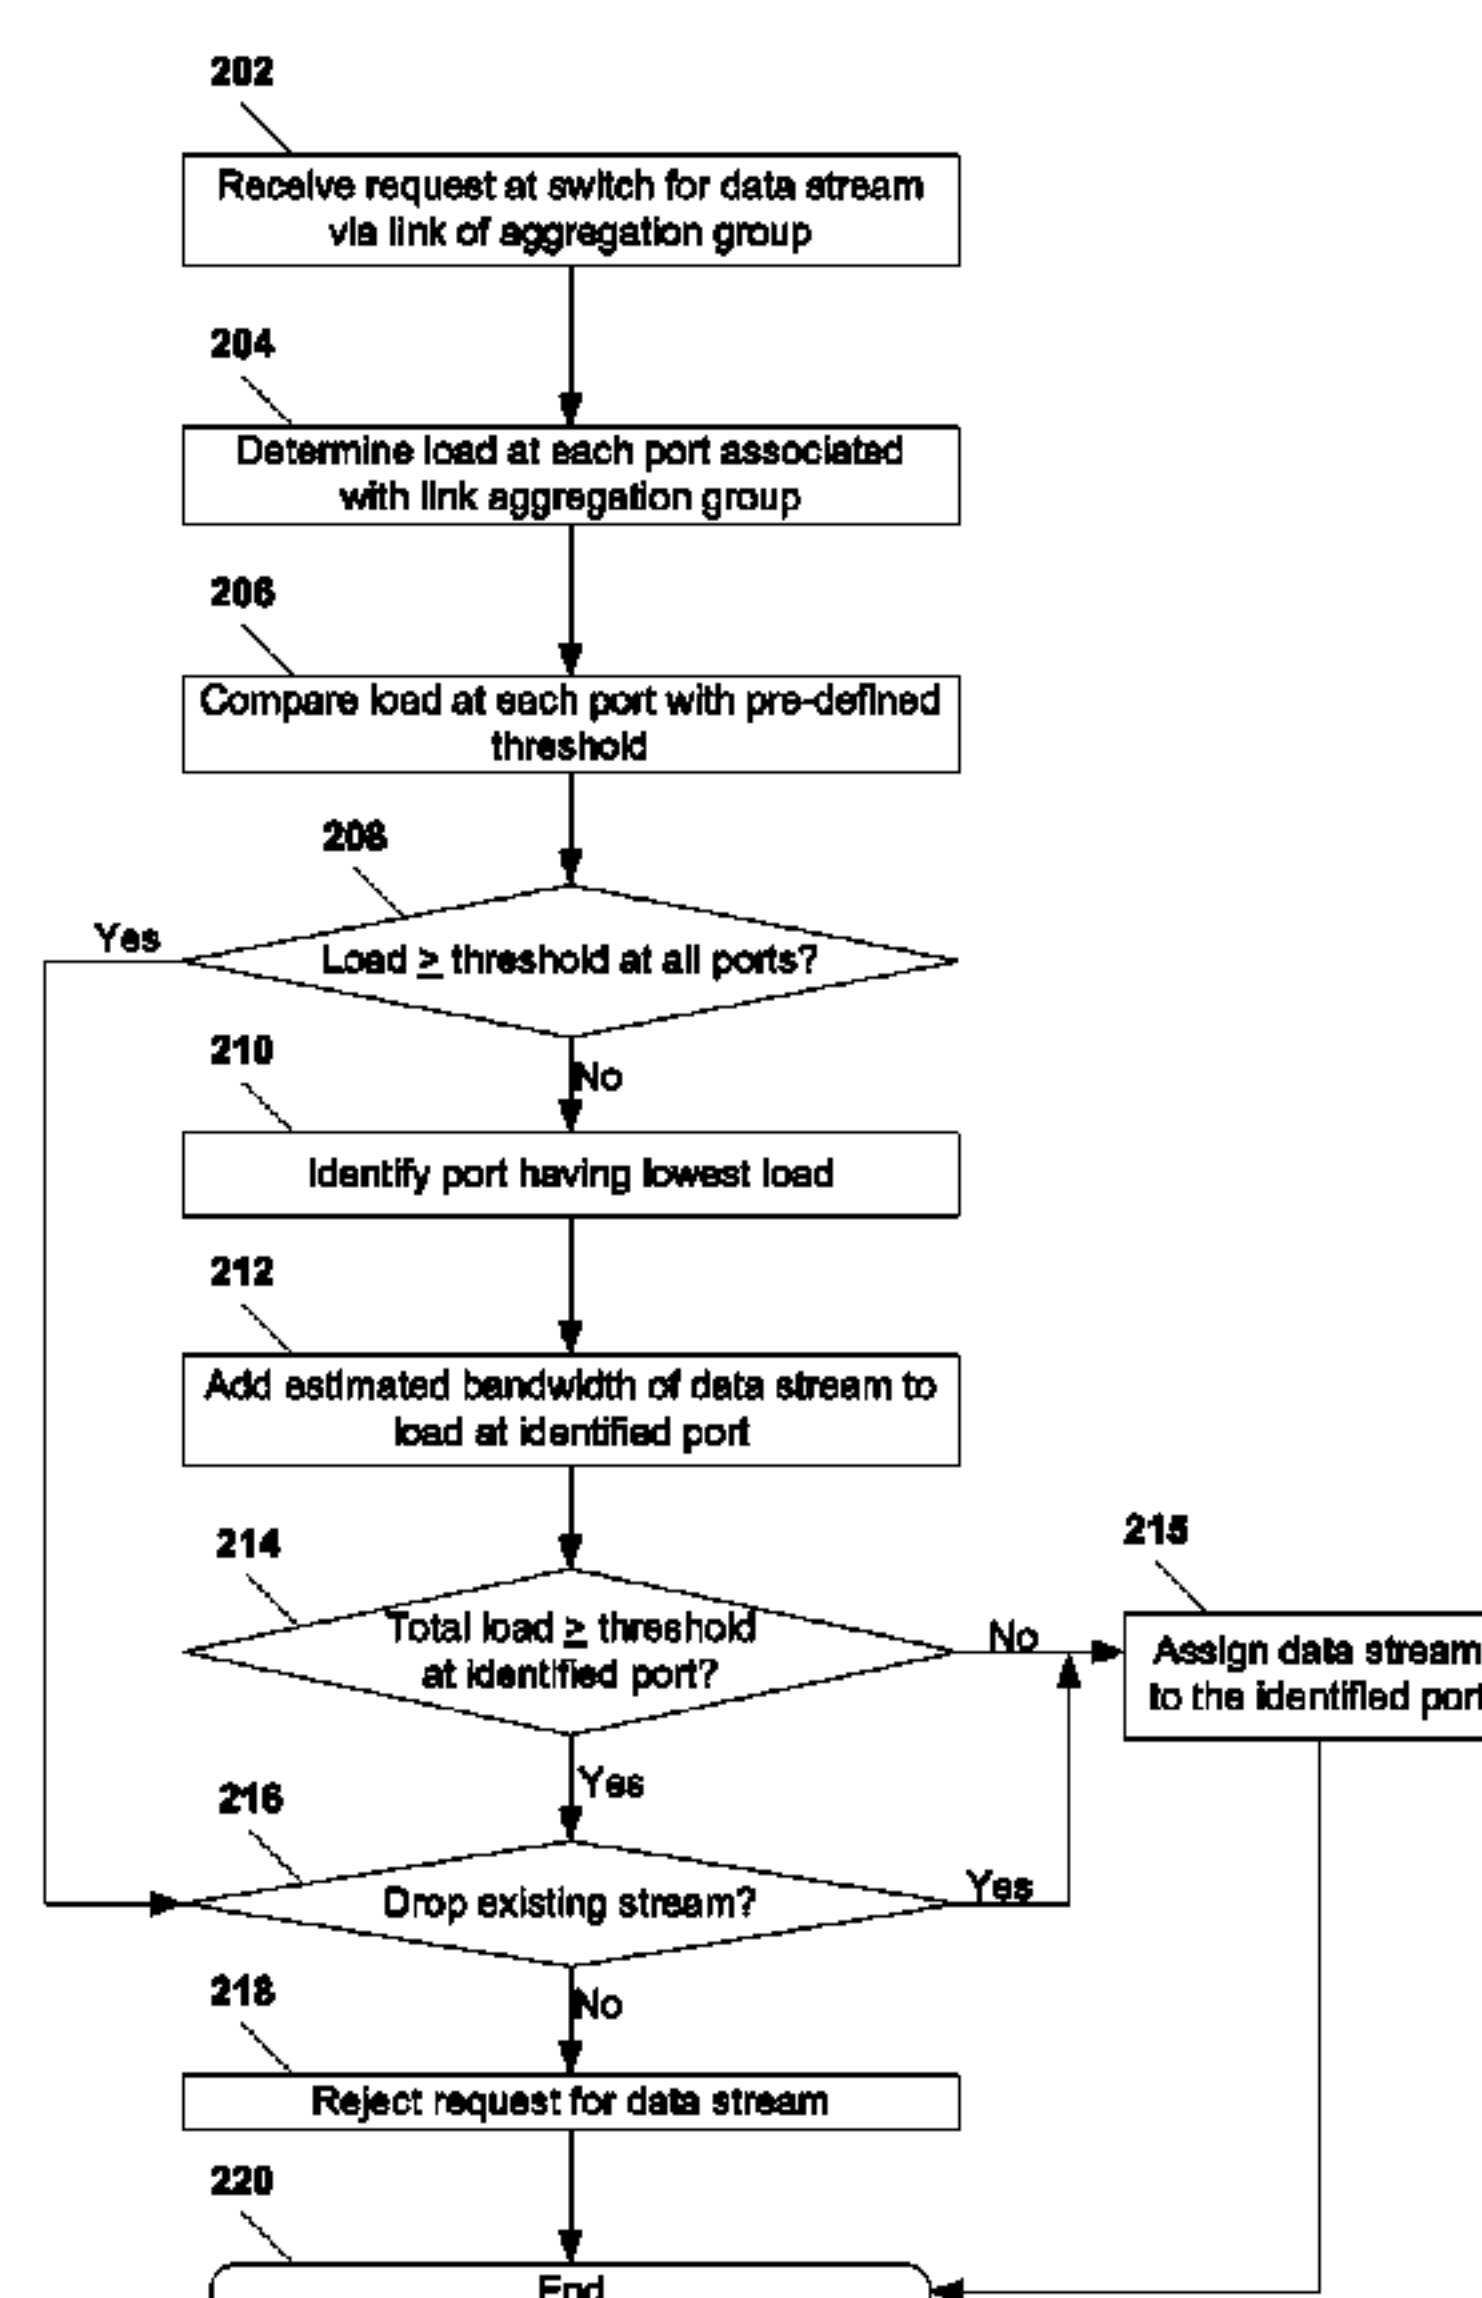 202
Receive request at switch for data stream
via link of aggregation group
204
Determine load at each port associated
with link aggregation group
206
Compare load at each port with pre-defined
threshold
208
Yes
Load ≥ threshold at all ports?
210
No
Identify port having lowest load
212
Add estimated bandwidth of data stream to
load at identified port
214
215
Total load ≥ threshold
at identified port?
No
Assign data stream
to the identified port
Yes
216
Drop existing stream?
Yes
218
No
Reject request for data stream
220
End